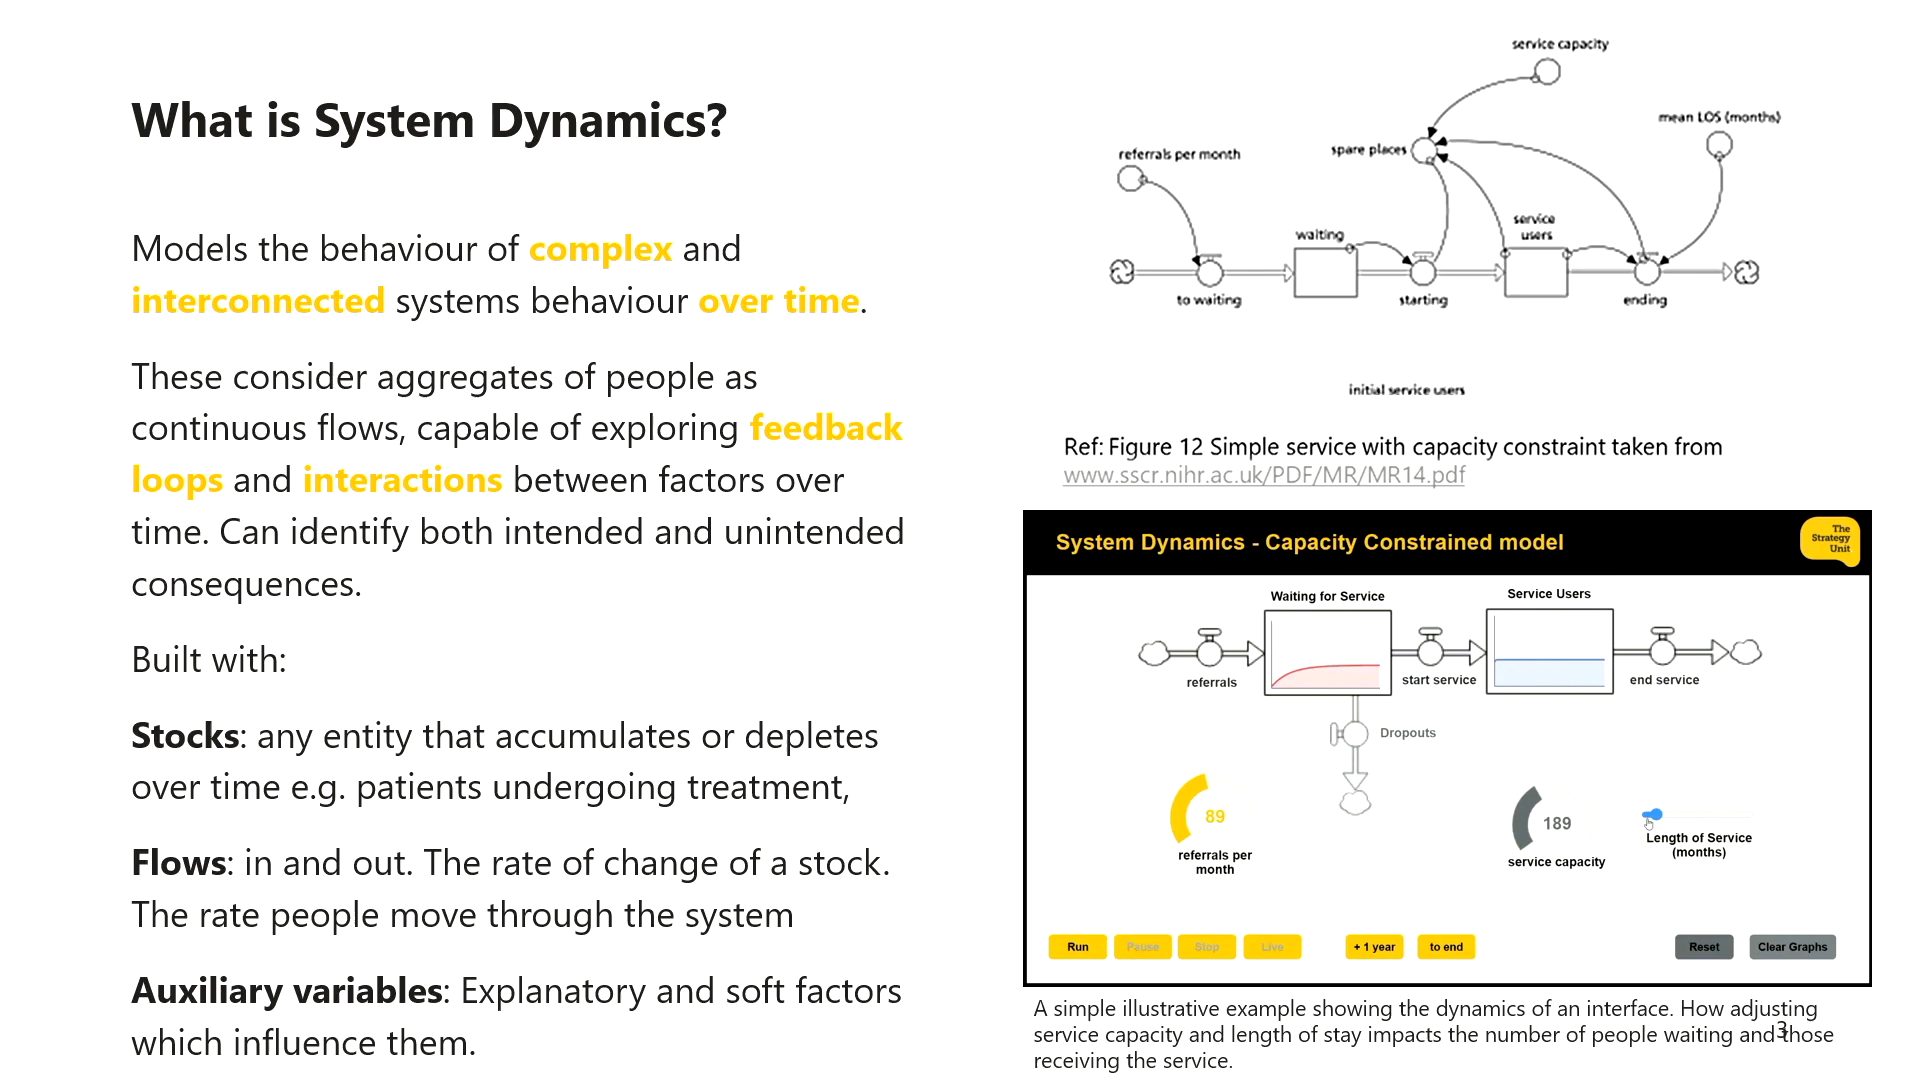 What is System Dynamics?
Models the behaviour of complex and
interconnected systems behaviour over time.
These consider aggregates of people as
continuous flows, capable of exploring feedback
loops and interactions between factors over
time. Can identify both intended and unintended
consequences.
Built with:
Stocks: any entity that accumulates or depletes
over time e.g. patients undergoing treatment,
Flows: in and out. The rate of change of a stock.
The rate people move through the system
Auxiliary variables: Explanatory and soft factors
which influence them.
service capacity
mean LOS (months)
spare places
referrals per month
service
users
waiting
to waiting
starting
ending
initial service users
Ref: Figure 12 Simple service with capacity constraint taken from
www.sscr.nihr.ac.uk/PDF/MR/MR14.pdf
System Dynamics - Capacity Constrained model
The
Strategy
Unit
Waiting for Service
Service Users
referrals
start service
end service
Dropouts
89
referrals per
month
189
service capacity
Length of Service
(months)
Run
Pause
Stop
Live
+ 1 year
to end
Reset
Clear Graphs
A simple illustrative example showing the dynamics of an interface. How adjusting
service capacity and length of stay impacts the number of people waiting and those
receiving the service.
3